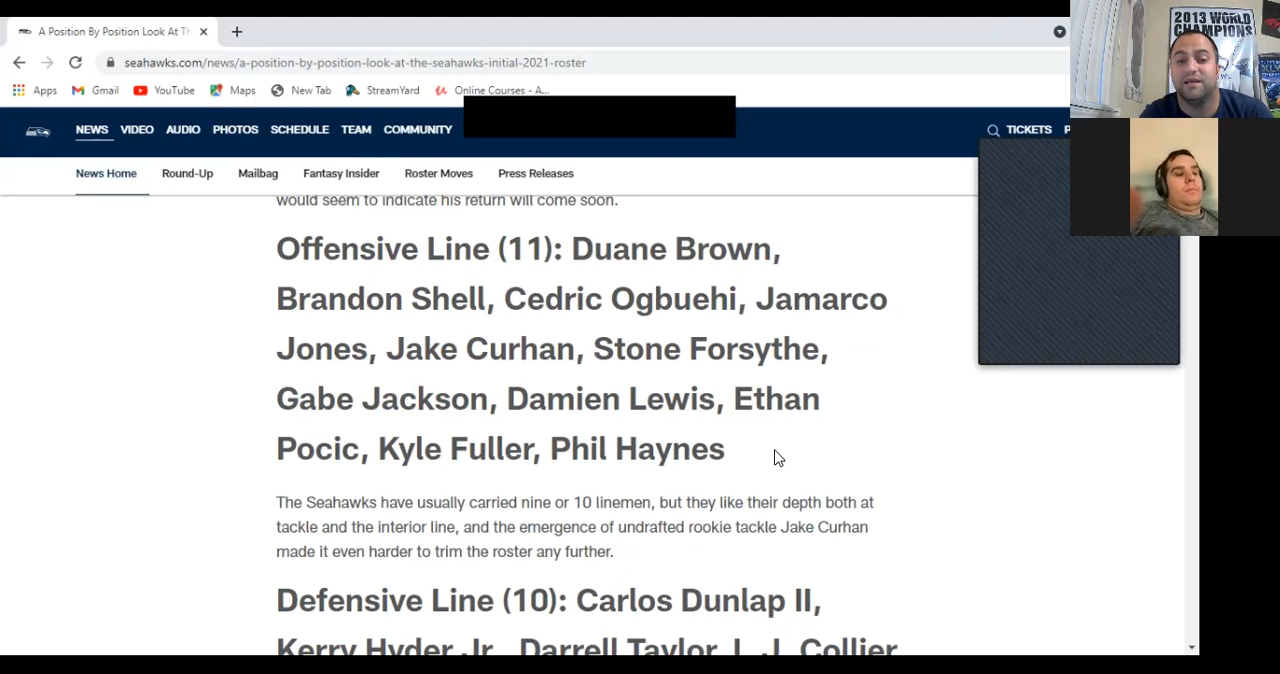 A Position By Position Look At Th
seahawks.com/news/a-position-by-position-look-at-the-seahawks-initial-2021-roster
Apps Gmail YouTube Maps New Tab StreamYard Online Courses - A...
NEWS VIDEO AUDIO PHOTOS SCHEDULE TEAM COMMUNITY TICKETS P
News Home Round-Up Mailbag Fantasy Insider Roster Moves Press Releases
would seem to indicate his return will come soon.
Offensive Line (11): Duane Brown,
Brandon Shell, Cedric Ogbuehi, Jamarco
Jones, Jake Curhan, Stone Forsythe,
Gabe Jackson, Damien Lewis, Ethan
Pocic, Kyle Fuller, Phil Haynes
The Seahawks have usually carried nine or 10 linemen, but they like their depth both at
tackle and the interior line, and the emergence of undrafted rookie tackle Jake Curhan
made it even harder to trim the roster any further.
Defensive Line (10): Carlos Dunlap II,
Kerry Hyder Jr., Darrell Taylor, L.J. Collier
2013 WORLD
CHAMPIONS